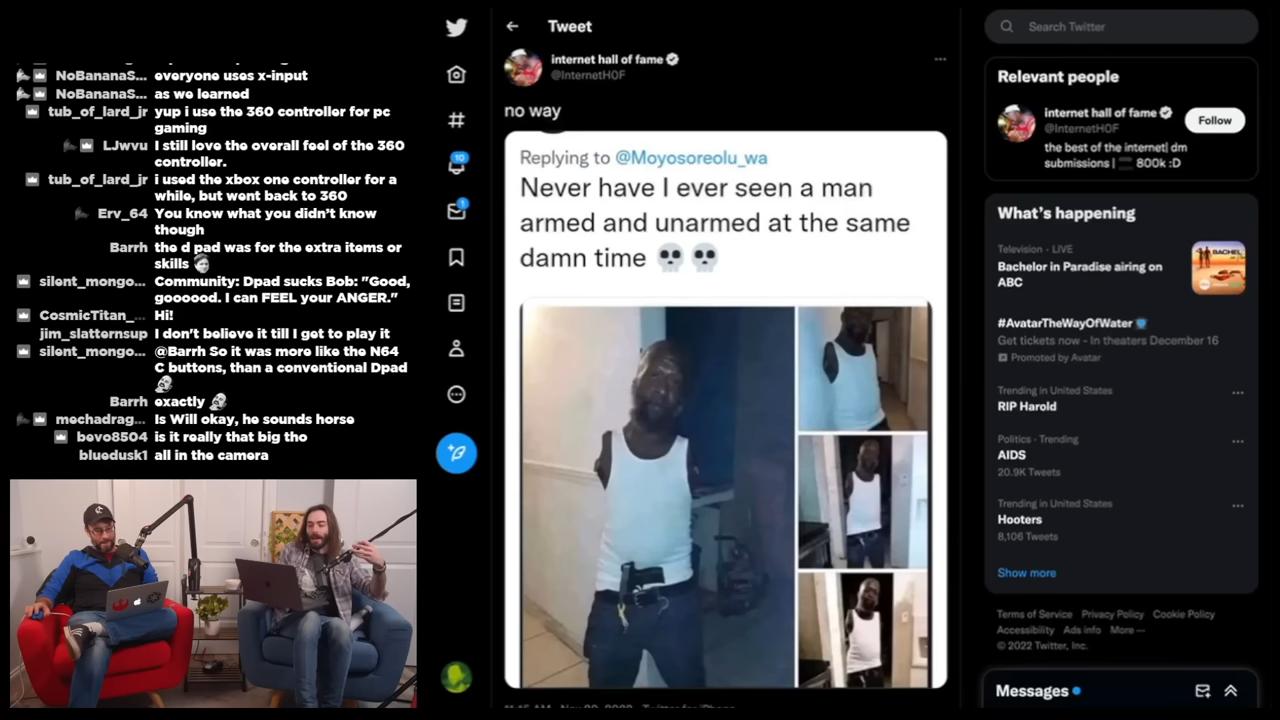 NoBananaS... everyone uses x-input
NoBananaS... as we learned
tub_of_lard_jr yup i use the 360 controller for pc
gaming
LJwvu I still love the overall feel of the 360
controller.
tub_of_lard_jr i used the xbox one controller for a
while, but went back to 360
Erv_64 You know what you didn't know
though
Barrh the d pad was for the extra items or
skills
silent_mongo... Community: Dpad sucks Bob: "Good,
goooood. I can FEEL your ANGER."
CosmicTitan_... Hi!
jim_slatternsup I don't believe it till I get to play it
silent_mongo... @Barrh So it was more like the N64
C buttons, than a conventional Dpad
Barrh exactly
mechadrag... Is Will okay, he sounds horse
bevo8504 is it really that big tho
bluedusk1 all in the camera
10
1
Tweet
internet hall of fame
@InternetH0F
no way
Replying to @Moyosoreolu_wa
Never have I ever seen a man
armed and unarmed at the same
damn time 💀💀
Search Twitter
Relevant people
internet hall of fame
@InternetH0F
Follow
the best of the internet| dm
submissions | 800k :D
What's happening
Television · LIVE
Bachelor in Paradise airing on
ABC
#AvatarTheWayOfWater
Get tickets now - In theaters December 16
Promoted by Avatar
Trending in United States
RIP Harold
Politics · Trending
AIDS
20.9K Tweets
Trending in United States
Hooters
8,106 Tweets
Show more
Terms of Service Privacy Policy Cookie Policy
Accessibility Ads info More ···
© 2022 Twitter, Inc.
Messages